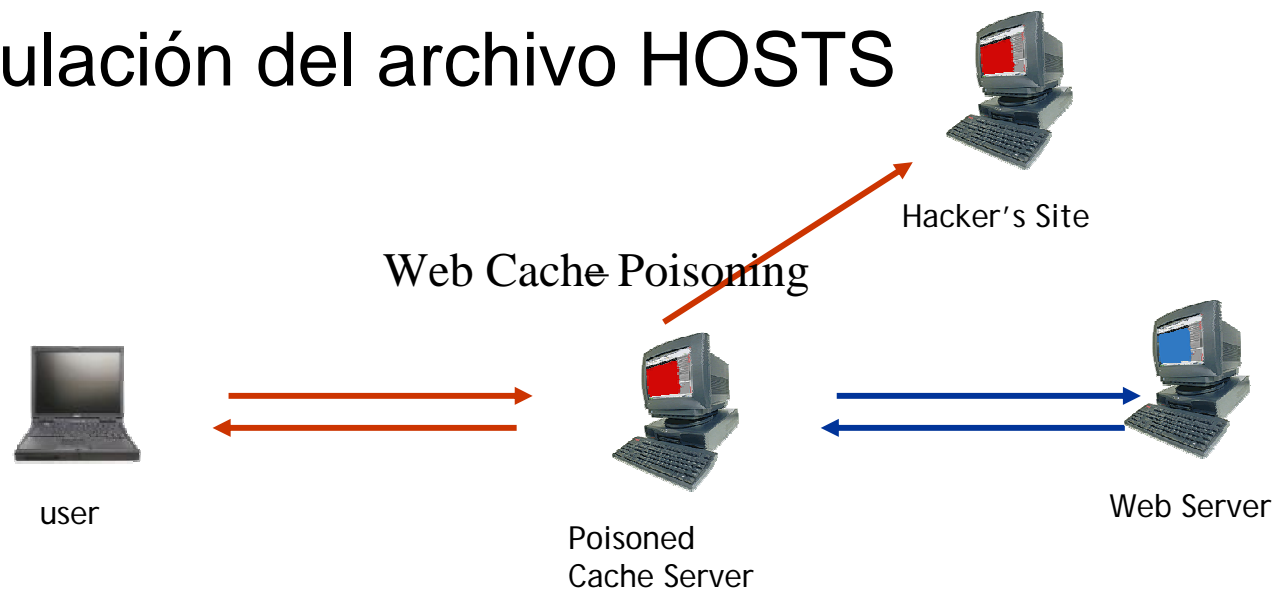 ulación del archivo HOSTS
Hacker’s Site
Web Cache Poisoning
user
Poisoned
Cache Server
Web Server